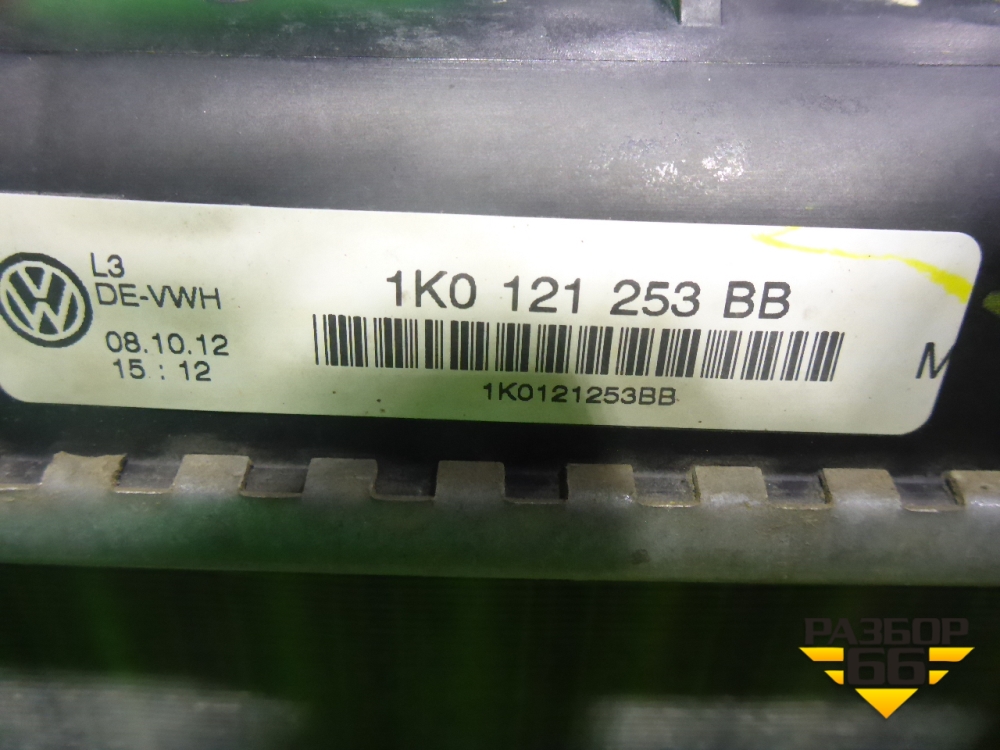 L3
DE-VWH
08.10.12
15 : 12
1K0 121 253 BB
1K0121253BB
M
РАЗБОР
66